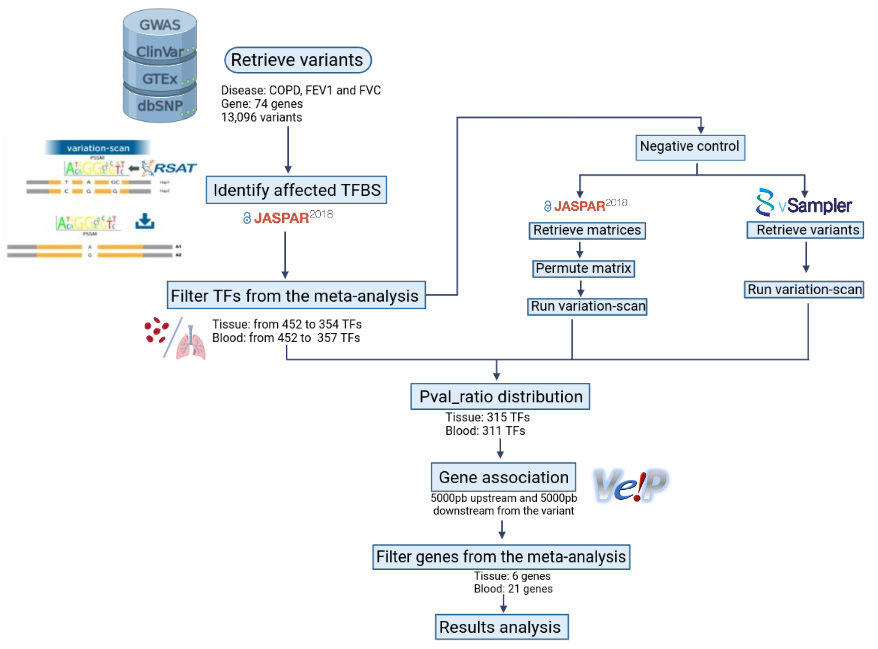 GWAS
ClinVar
GTEx
dbSNP
Retrieve variants
Disease: COPD, FEV1 and FVC
Gene: 74 genes
13,096 variants
variation-scan
PSSM
RSAT
T A GC Hap1
C G G Hap2
PSSM
A A1
G A2
Identify affected TFBS
JASPAR2018
Filter TFs from the meta-analysis
Tissue: from 452 to 354 TFs
Blood: from 452 to 357 TFs
Negative control
JASPAR2018
Retrieve matrices
Permute matrix
Run variation-scan
vSampler
Retrieve variants
Run variation-scan
Pval_ratio distribution
Tissue: 315 TFs
Blood: 311 TFs
Gene association
Ve!P
5000pb upstream and 5000pb
downstream from the variant
Filter genes from the meta-analysis
Tissue: 6 genes
Blood: 21 genes
Results analysis